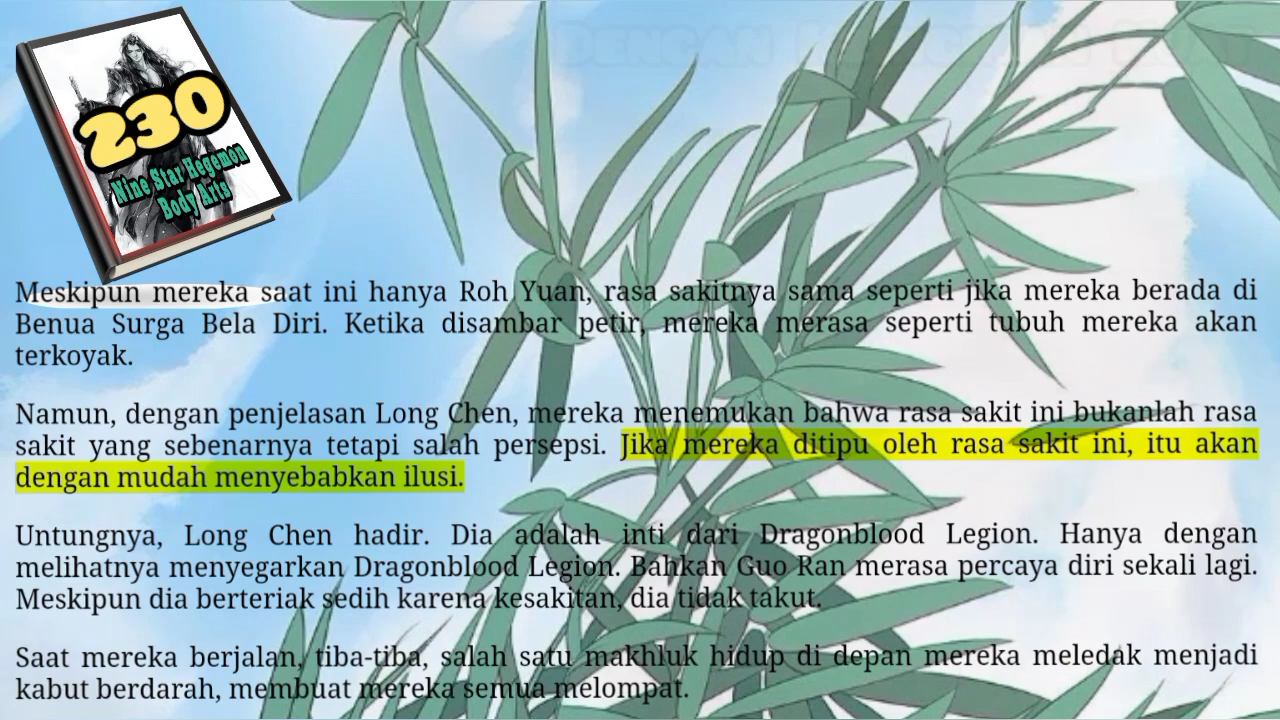 230
Nine Star Hegemon
Body Arts
Meskipun mereka saat ini hanya Roh Yuan, rasa sakitnya sama seperti jika mereka berada di
Benua Surga Bela Diri. Ketika disambar petir, mereka merasa seperti tubuh mereka akan
terkoyak.
Namun, dengan penjelasan Long Chen, mereka menemukan bahwa rasa sakit ini bukanlah rasa
sakit yang sebenarnya tetapi salah persepsi. Jika mereka ditipu oleh rasa sakit ini, itu akan
dengan mudah menyebabkan ilusi.
Untungnya, Long Chen hadir. Dia adalah inti dari Dragonblood Legion. Hanya dengan
melihatnya menyegarkan Dragonblood Legion. Bahkan Guo Ran merasa percaya diri sekali lagi.
Meskipun dia berteriak sedih karena kesakitan, dia tidak takut.
Saat mereka berjalan, tiba-tiba, salah satu makhluk hidup di depan mereka meledak menjadi
kabut berdarah, membuat mereka semua melompat.